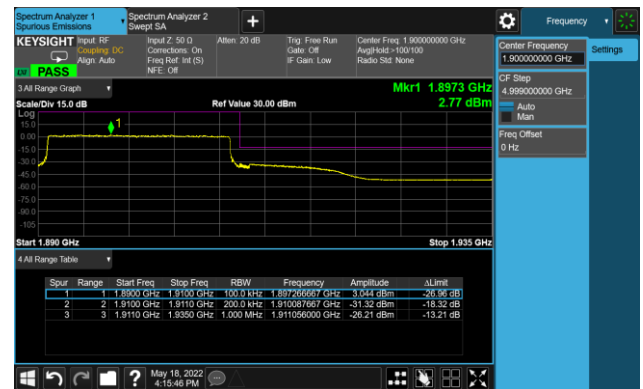 Spectrum Analyzer 1
Spurious Emissions
Spectrum Analyzer 2
Swept SA
Frequency
KEYSIGHT
Input: RF
Coupling: DC
Align: Auto
Input Z: 50 Ω
Corrections: On
Freq Ref: Int (S)
NFE: Off
Atten: 20 dB
Trig: Free Run
Gate: Off
IF Gain: Low
Center Freq: 1.900000000 GHz
Avg|Hold:>100/100
Radio Std: None
PASS
Center Frequency
1.900000000 GHz
Settings
CF Step
4.999000000 GHz
Auto
Man
Freq Offset
0 Hz
3 All Range Graph
Mkr1 1.8973 GHz
Scale/Div 15.0 dB
Ref Value 30.00 dBm
2.77 dBm
Log
1
15.0
0.00
-15.0
-30.0
-45.0
-60.0
-75.0
-90.0
-105
Start 1.890 GHz
Stop 1.935 GHz
4 All Range Table
Spur Range Start Freq Stop Freq RBW Frequency Amplitude ΔLimit
1 1 1.8900 GHz 1.9100 GHz 100.0 kHz 1.897266667 GHz 3.044 dBm -26.96 dB
2 2 1.9100 GHz 1.9110 GHz 200.0 kHz 1.910087667 GHz -31.32 dBm -18.32 dB
3 3 1.9110 GHz 1.9350 GHz 1.000 MHz 1.911056000 GHz -26.21 dBm -13.21 dB
?
May 18, 2022
4:15:46 PM